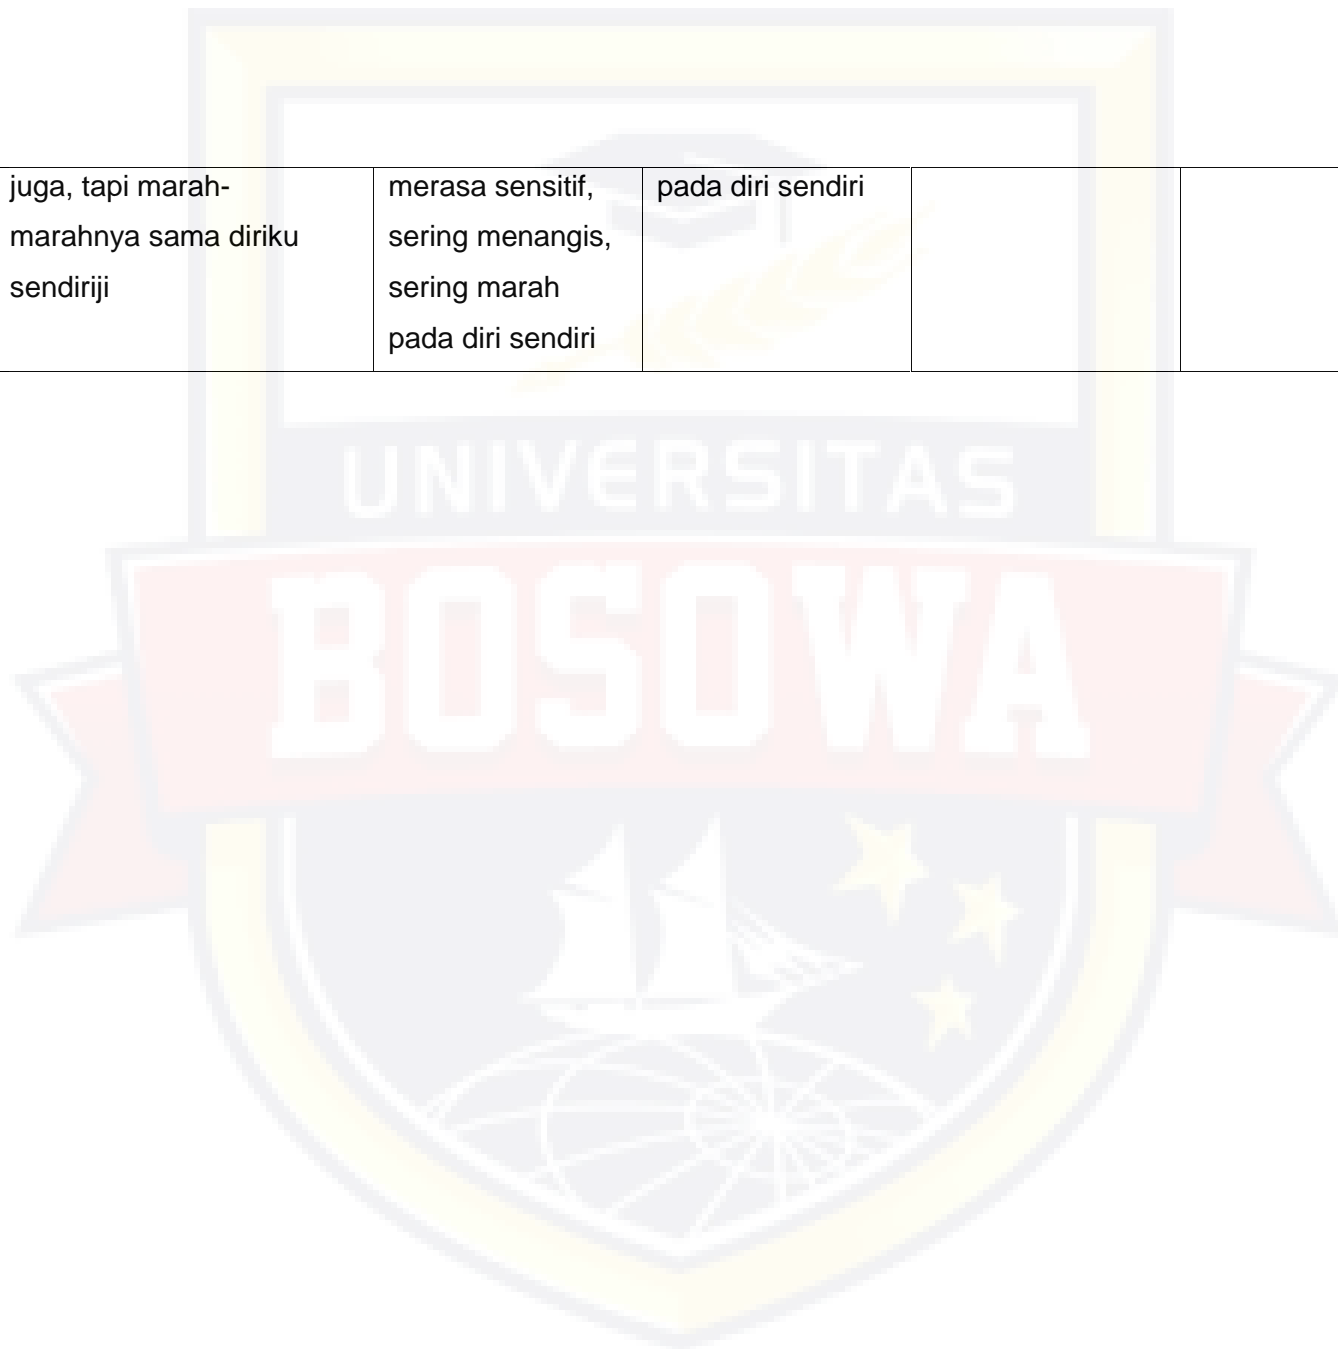 juga, tapi marah-
marahnya sama diriku
sendiriji
merasa sensitif,
sering menangis,
sering marah
pada diri sendiri
pada diri sendiri
UNIVERSITAS
BOSOWA